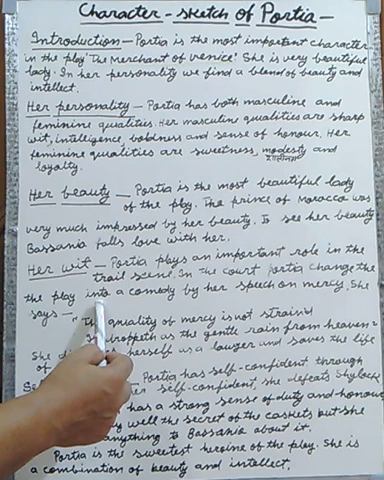 Character-sketch of Portia—
Introduction— Portia is the most important character
in the play 'The Merchant of Venice'. She is very beautiful
lady. In her personality we find a blend of beauty and
intellect.
Her personality— Portia has both masculine and
feminine qualities. Her masculine qualities are sharp
wit, intelligence, boldness and sense of honour. Her
feminine qualities are sweetness, modesty and
loyalty.
Her beauty— Portia is the most beautiful lady
of the play. The prince of Morocco was
very much impressed by her beauty. To see her beauty
Bassania falls love with her.
Her wit— Portia plays an important role in the
trail scene. In the court portia change the
the play into a comedy by her speech on mercy. She
says—
"The quality of mercy is not strained
droppeth as the gentle rain from heaven"
She herself as a lawyer and saves the life
of
Portia has self-confident through
her self-confident, she defeats Shylock
has a strong sense of duty and honour
well the secret of the caskets but she
anything to Bassania about it.
Portia is the sweetest heroine of the play. She is
a combination of beauty and intellect.